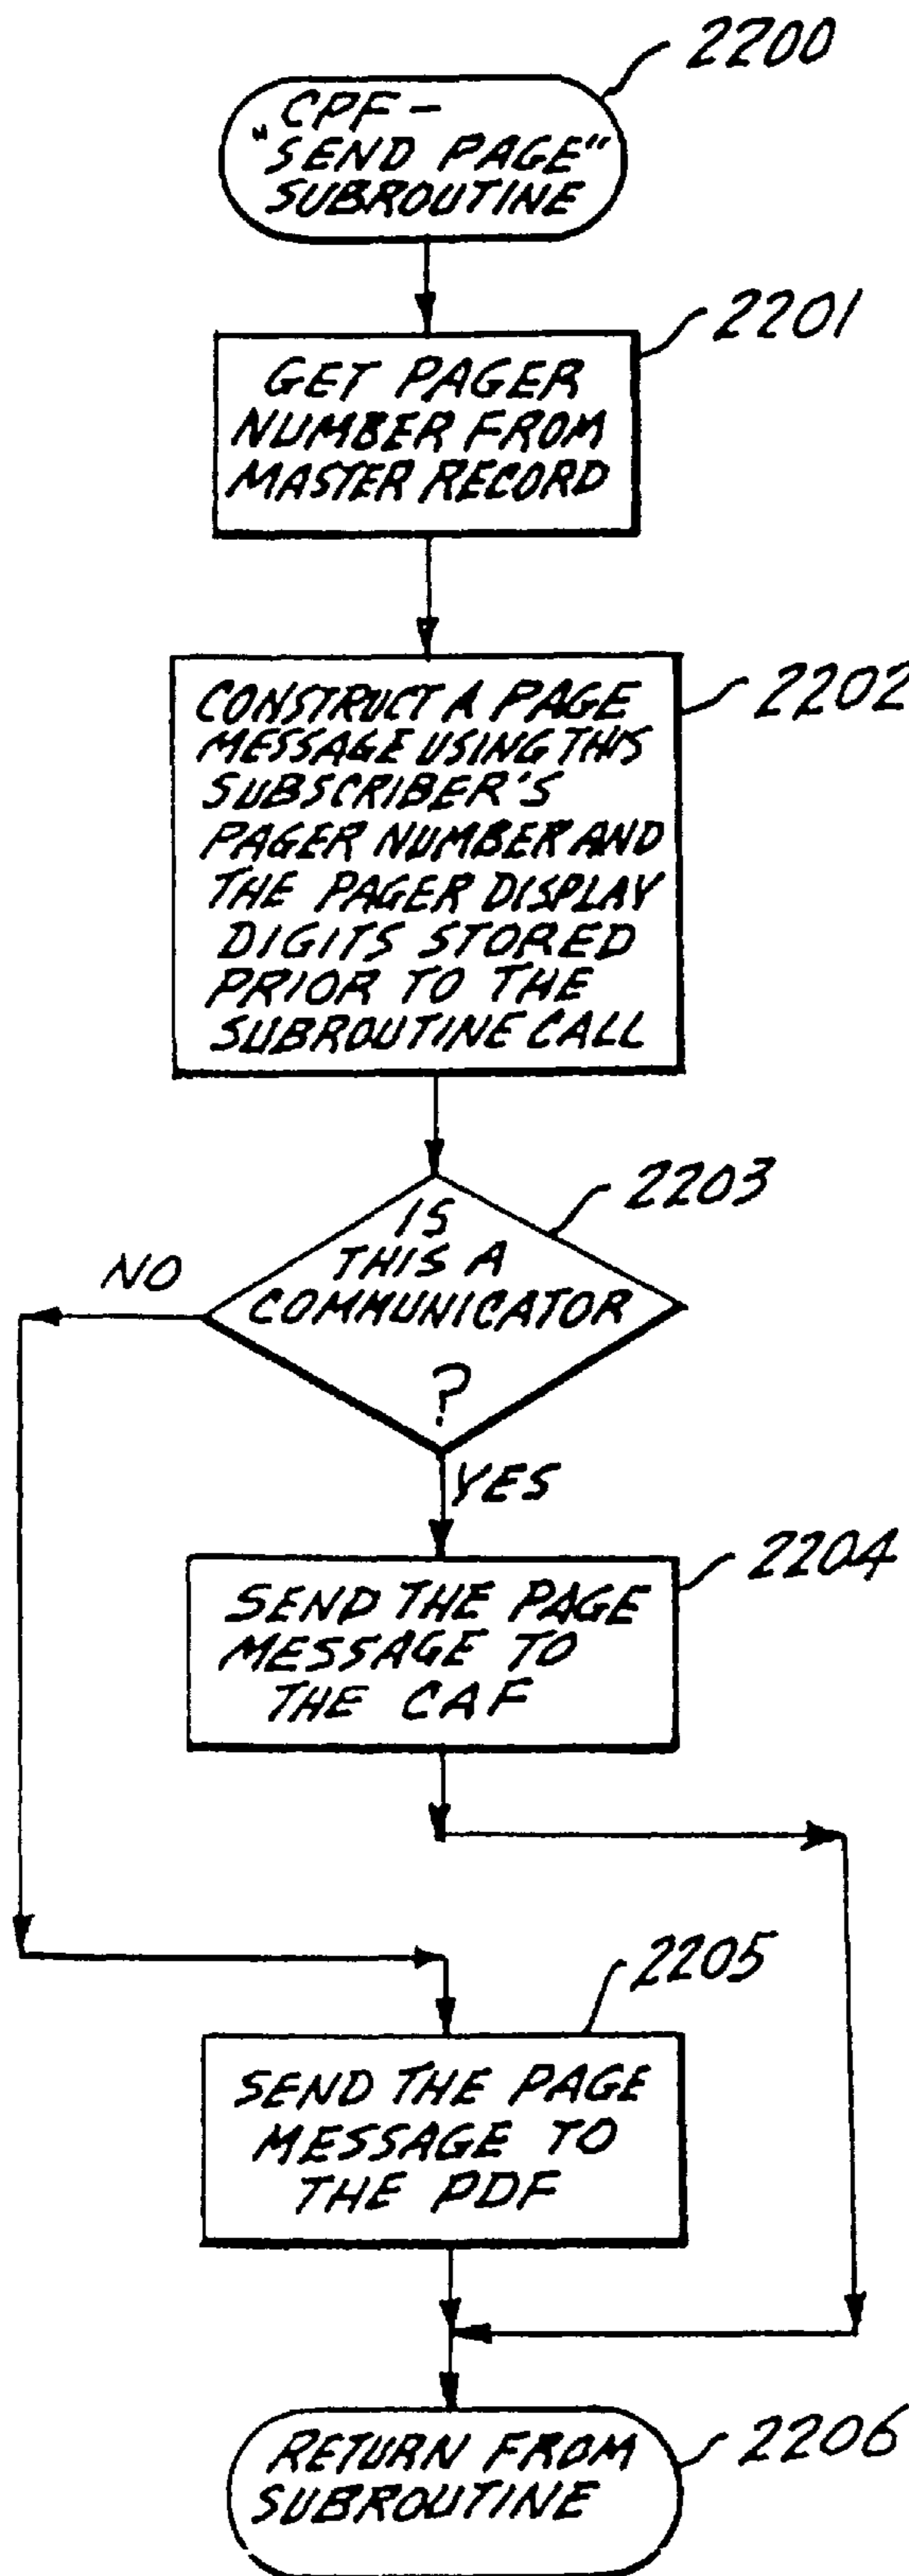 2200
CPF-
"SEND PAGE"
SUBROUTINE
2201
GET PAGER
NUMBER FROM
MASTER RECORD
2202
CONSTRUCT A PAGE
MESSAGE USING THIS
SUBSCRIBER'S
PAGER NUMBER AND
THE PAGER DISPLAY
DIGITS STORED
PRIOR TO THE
SUBROUTINE CALL
2203
IS
THIS A
COMMUNICATOR
?
NO
YES
2204
SEND THE PAGE
MESSAGE TO
THE CAF
2205
SEND THE PAGE
MESSAGE TO
THE PDF
2206
RETURN FROM
SUBROUTINE